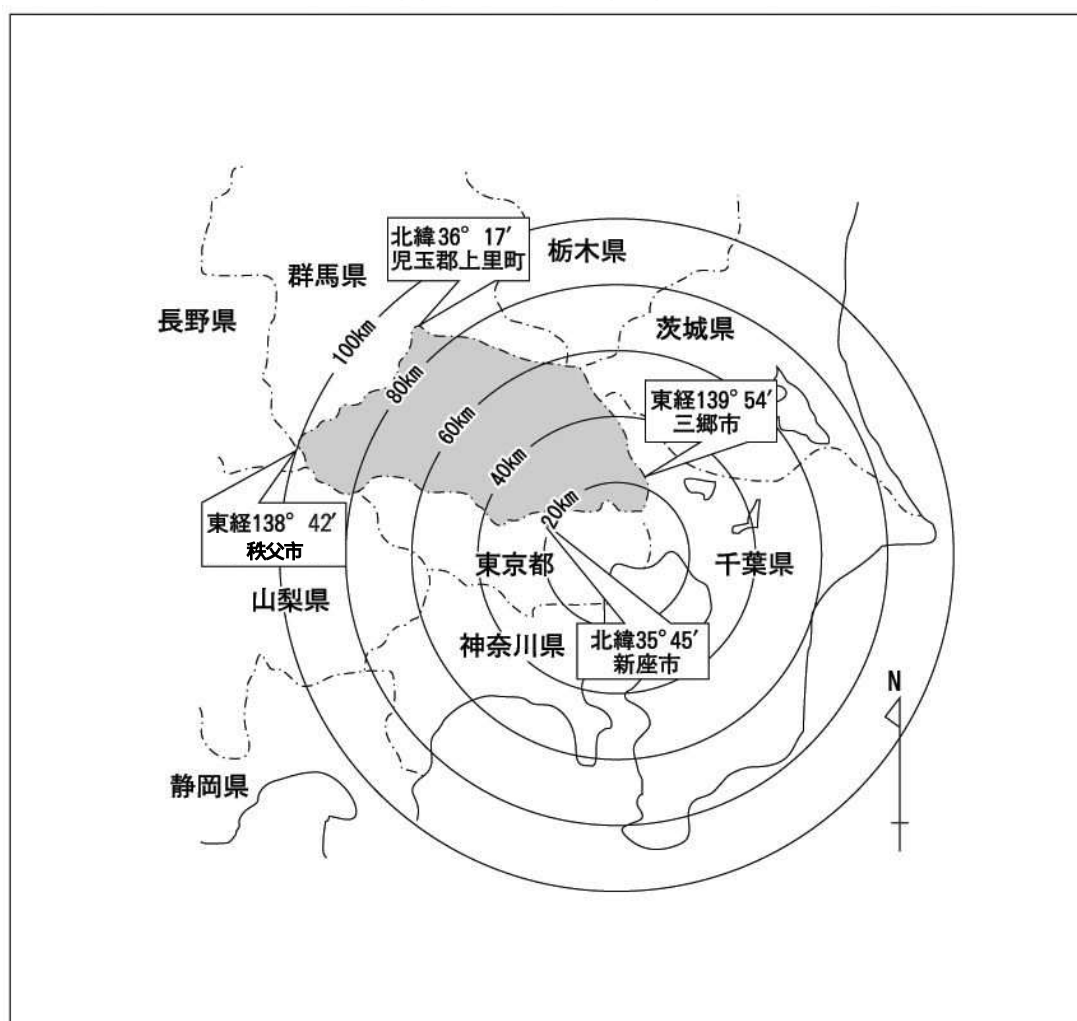 北緯36°17′
児玉郡上里町
栃木県
群馬県
長野県
茨城県
100km
80km
60km
40km
20km
東経139°54′
三郷市
東経138°42′
秩父市
東京都
千葉県
山梨県
神奈川県
北緯35°45′
新座市
N
静岡県